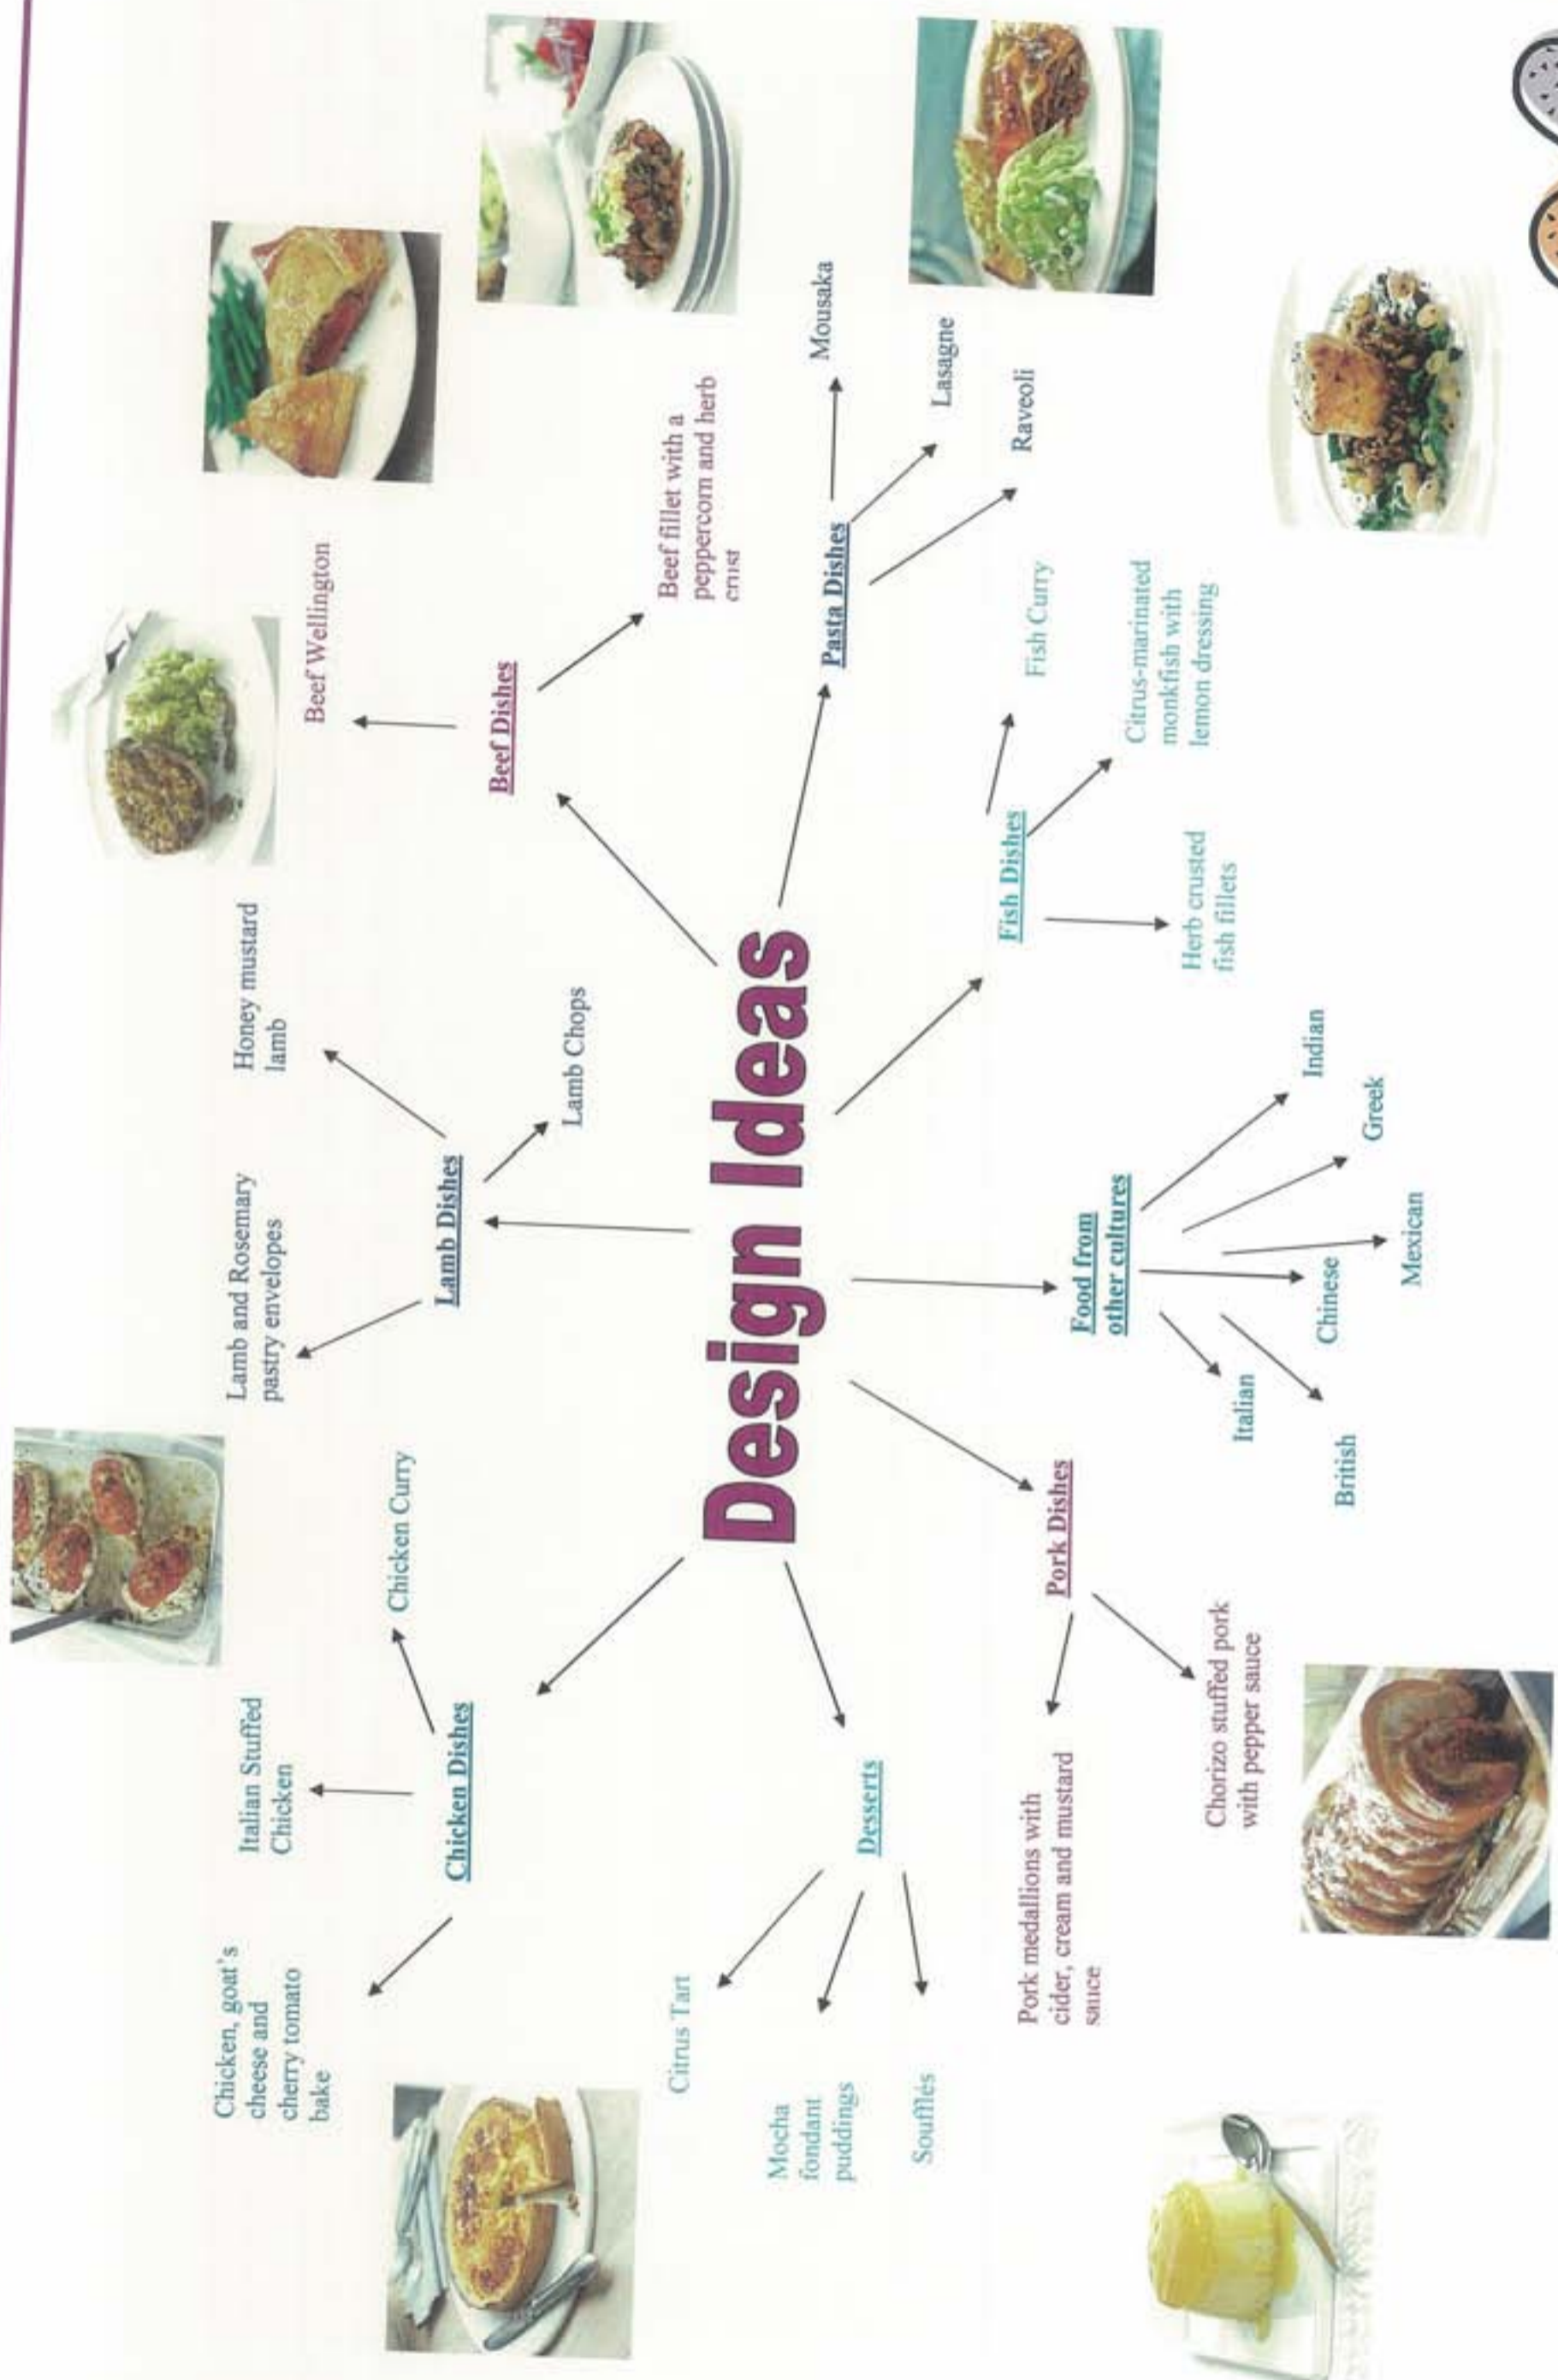 Design Ideas
Chicken Dishes
Chicken, goat's
cheese and
cherry tomato
bake
Italian Stuffed
Chicken
Chicken Curry
Lamb Dishes
Lamb and Rosemary
pastry envelopes
Honey mustard
lamb
Lamb Chops
Beef Dishes
Beef Wellington
Beef fillet with a
peppercorn and herb
crust
Pasta Dishes
Mousaka
Lasagne
Raveoli
Fish Dishes
Fish Curry
Citrus-marinated
monkfish with
lemon dressing
Herb crusted
fish fillets
Food from
other cultures
Indian
Greek
Mexican
Chinese
British
Italian
Pork Dishes
Pork medallions with
cider, cream and mustard
sauce
Chorizo stuffed pork
with pepper sauce
Desserts
Citrus Tart
Mocha
fondant
puddings
Soufflés